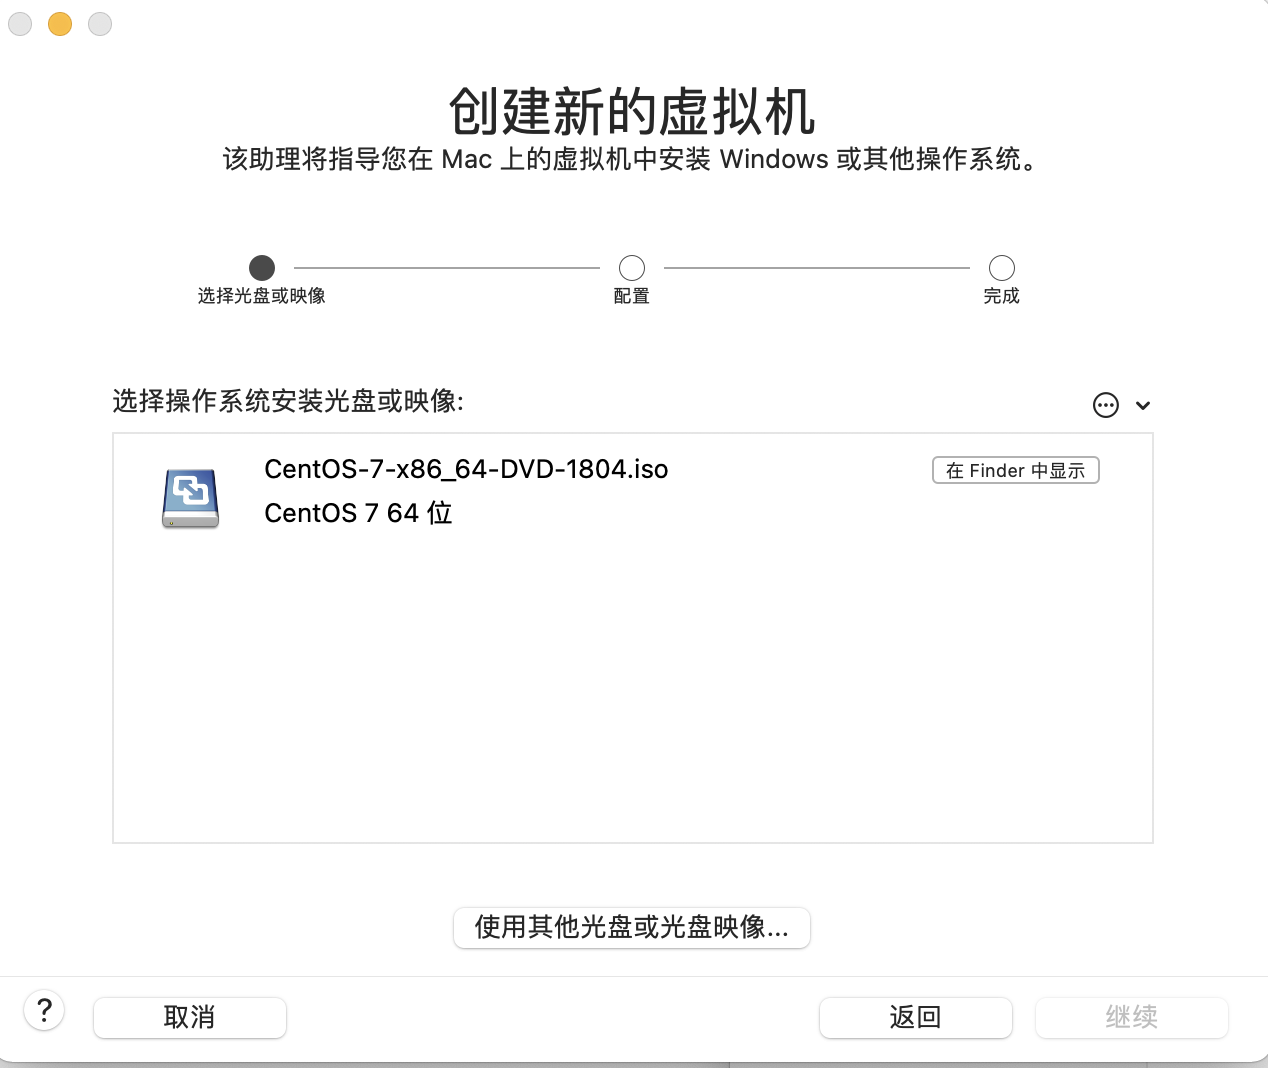 创建新的虚拟机
该助理将指导您在 Mac 上的虚拟机中安装 Windows 或其他操作系统。
选择光盘或映像
配置
完成
选择操作系统安装光盘或映像:
CentOS-7-x86_64-DVD-1804.iso
在 Finder 中显示
CentOS 7 64 位
使用其他光盘或光盘映像...
?
取消
返回
继续